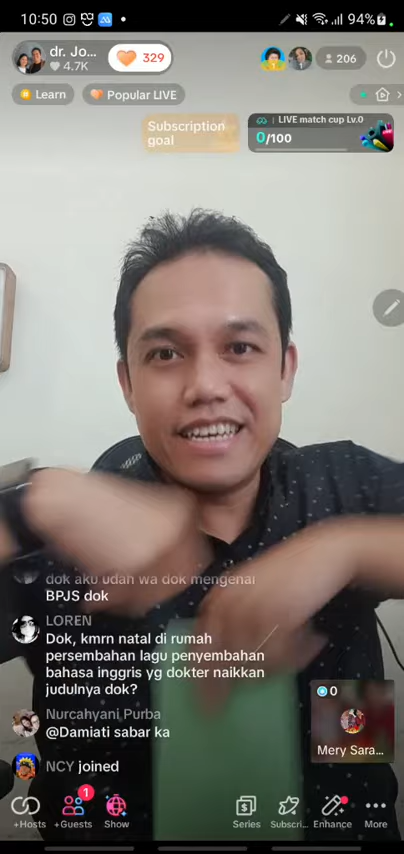 10:50
94%
dr. Jo...
4.7K
329
206
Learn
Popular LIVE
Subscription goal
LIVE match cup Lv.0
0/100
dok aku udah wa dok mengenai
BPJS dok
LOREN
Dok, kmrn natal di rumah
persembahan lagu penyembahan
bahasa inggris yg dokter naikkan
judulnya dok?
Nurcahyani Purba
@Damiati sabar ka
NCY joined
0
Mery Sara...
1
+Hosts
+Guests
Show
Series
Subscri...
Enhance
More